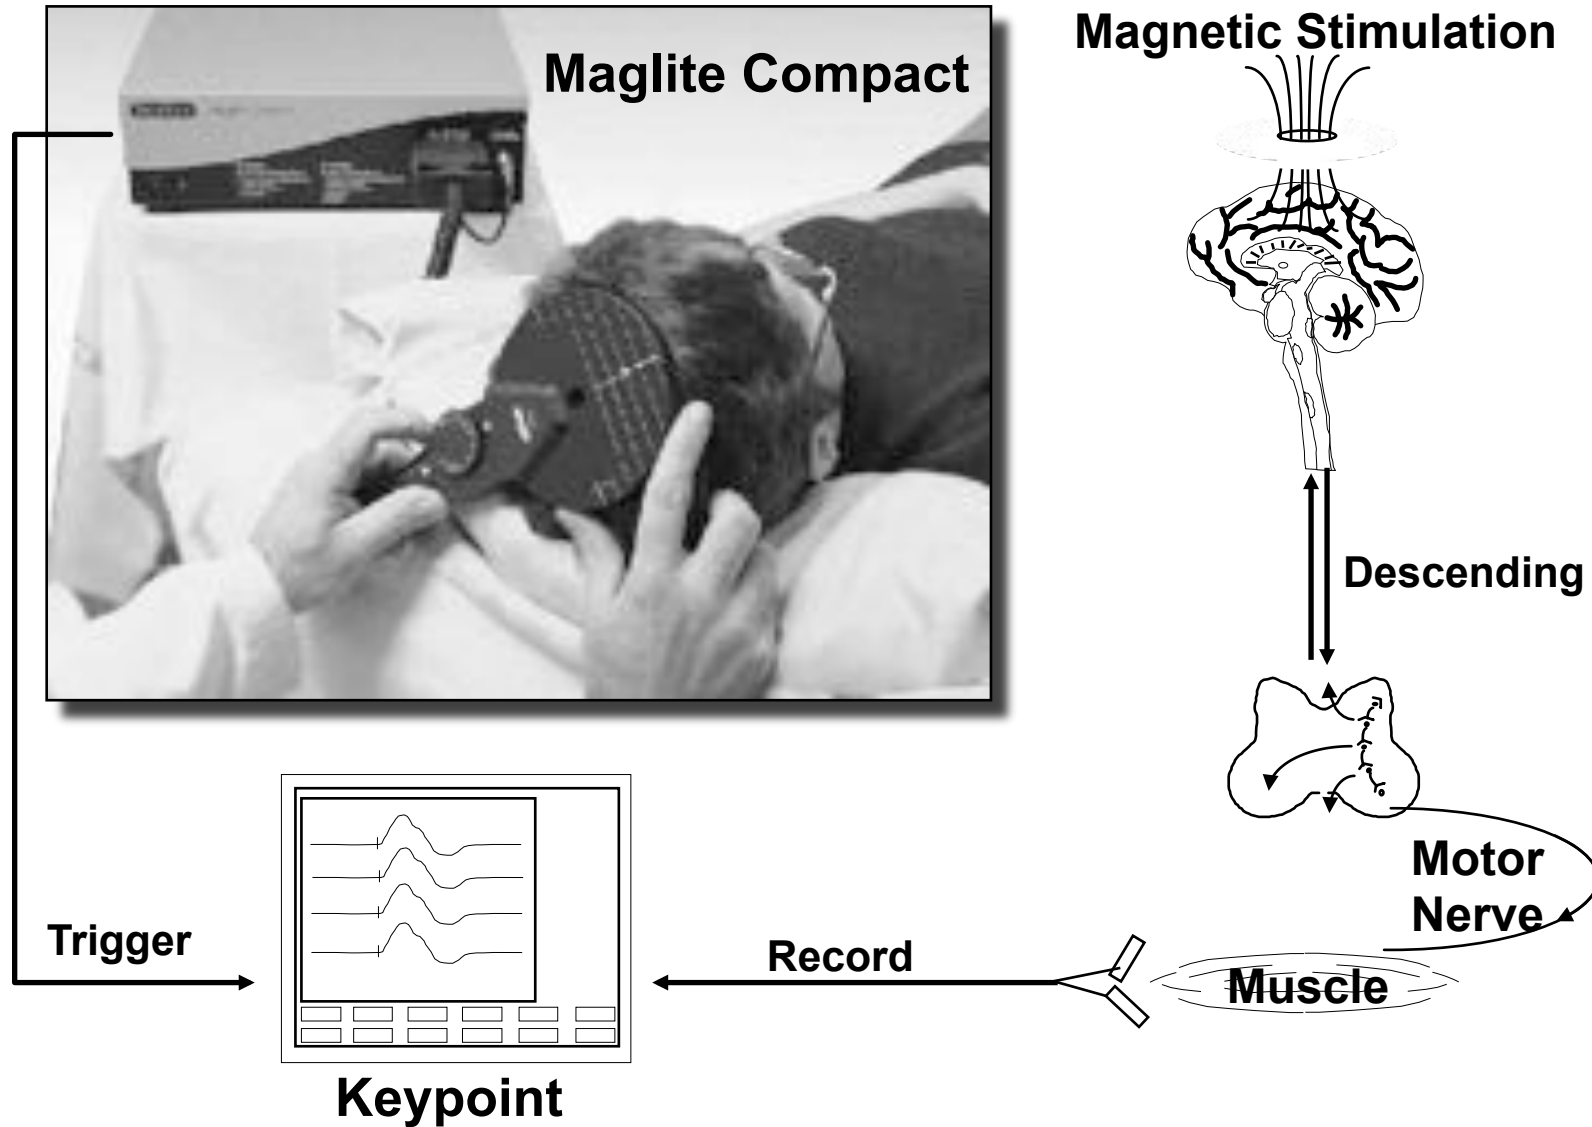 Maglite Compact
Magnetic Stimulation
Descending
Motor
Nerve
Trigger
Record
Muscle
Keypoint